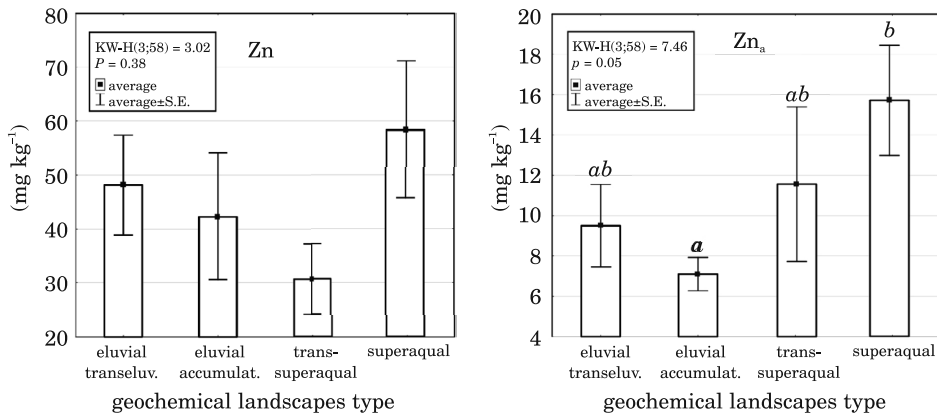 80
70
60
50
40
30
20
(mg kg⁻¹)
KW-H(3;58) = 3.02
P = 0.38
average
average±S.E.
Zn
eluvial transeluv.
eluvial accumulat.
trans-superaqual
superaqual
geochemical landscapes type
20
18
16
14
12
10
8
6
4
(mg kg⁻¹)
KW-H(3;58) = 7.46
p = 0.05
average
average±S.E.
Znₐ
ab
a
ab
b
eluvial transeluv.
eluvial accumulat.
trans-superaqual
superaqual
geochemical landscapes type